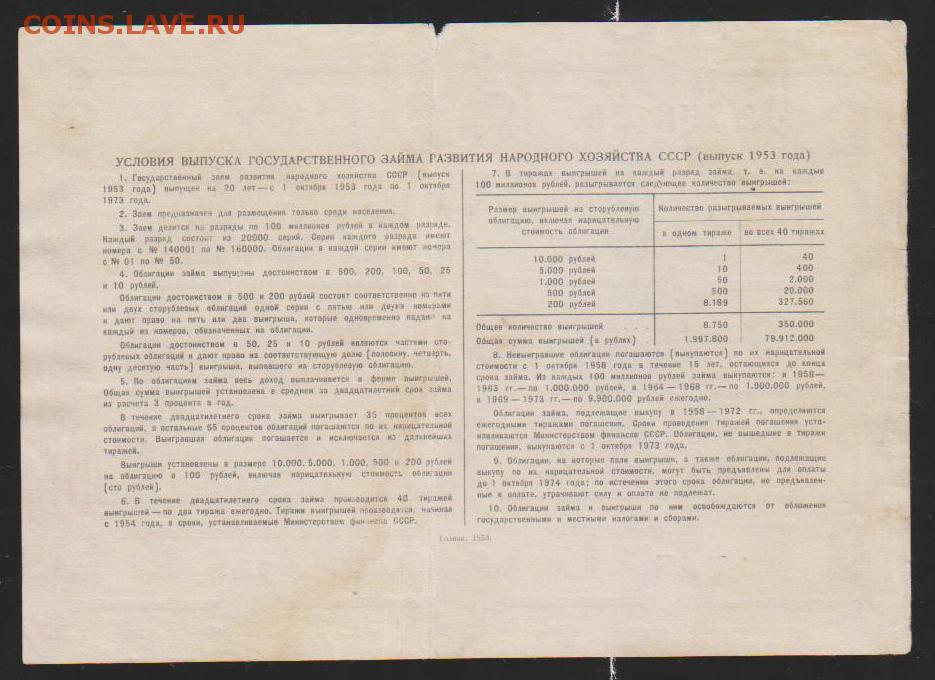 COINS.LAVE.RU
УСЛОВИЯ ВЫПУСКА ГОСУДАРСТВЕННОГО ЗАЙМА РАЗВИТИЯ НАРОДНОГО ХОЗЯЙСТВА СССР (выпуск 1953 года)
1. Государственный заем развития народного хозяйства СССР (выпуск
1953 года) выпущен на 20 лет — с 1 октября 1953 года по 1 октября
1973 года.
2. Заем предназначен для размещения только среди населения.
3. Заем делится на разряды по 100 миллионов рублей в каждом разряде.
Каждый разряд состоит из 20000 серий. Серии каждого разряда имеют
номера с № 140001 по № 160000. Облигации в каждой серии имеют номера
с № 01 по № 50.
4. Облигации займа выпущены достоинством в 500, 200, 100, 50, 25
и 10 рублей.
Облигации достоинством в 500 и 200 рублей состоят соответственно из пяти
или двух сторублевых облигаций одной серии с пятью или двумя номерами
и дают право на пять или два выигрыша, которые одновременно падают на
каждый из номеров, обозначенных на облигации.
Облигации достоинством в 50, 25 и 10 рублей являются частями сто-
рублевых облигаций и дают право на соответствующую долю (половину, четверть,
одну десятую часть) выигрыша, выпавшего на сторублевую облигацию.
5. По облигациям займа весь доход выплачивается в форме выигрышей.
Общая сумма выигрышей установлена в среднем за двадцатилетний срок займа
из расчета 3 процента в год.
В течение двадцатилетнего срока займа выигрывает 35 процентов всех
облигаций, а остальные 65 процентов облигаций погашаются по их нарицательной
стоимости. Выигравшая облигация погашается и исключается из дальнейших
тиражей.
Выигрыши установлены в размере 10.000, 5.000, 1.000, 500 и 200 рублей
на облигацию в 100 рублей, включая нарицательную стоимость облигации
(сто рублей).
6. В течение двадцатилетнего срока займа производится 40 тиражей
выигрышей — по два тиража ежегодно. Тиражи выигрышей производятся, начиная
с 1954 года, в сроки, устанавливаемые Министерством финансов СССР.
7. В тиражах выигрышей на каждый разряд займа, т. е. на каждые
100 миллионов рублей, разыгрывается следующее количество выигрышей:
Размер выигрышей на сторублевую облигацию, включая нарицательную стоимость облигации
Количество разыгрываемых выигрышей
в одном тираже во всех 40 тиражах
10.000 рублей 1 40
5.000 рублей 10 400
1.000 рублей 50 2.000
500 рублей 500 20.000
200 рублей 8.189 327.560
Общее количество выигрышей . . . 8.750 350.000
Общая сумма выигрышей (в рублях) . 1.997.800 79.912.000
8. Невыигравшие облигации погашаются (выкупаются) по их нарицательной
стоимости с 1 октября 1958 года в течение 15 лет, остающихся до конца
срока займа. Из каждых 100 миллионов рублей займа выкупаются: в 1958—
1963 гг.— по 1.000.000 рублей, в 1964—1968 гг.— по 1.900.000 рублей,
в 1969—1973 гг.— по 9.900.000 рублей ежегодно.
Облигации займа, подлежащие выкупу в 1958—1972 гг., определяются
ежегодными тиражами погашения. Сроки проведения тиражей погашения уста-
навливаются Министерством финансов СССР. Облигации, не вышедшие в тиражи
погашения, выкупаются с 1 октября 1973 года.
9. Облигации, на которые пали выигрыши, а также облигации, подлежащие
выкупу по их нарицательной стоимости, могут быть предъявлены для оплаты
до 1 октября 1974 года; по истечении этого срока облигации, не предъявлен-
ные к оплате, утрачивают силу и оплате не подлежат.
10. Облигации займа и выигрыши по ним освобождаются от обложения
государственными и местными налогами и сборами.
Гознак. 1953.